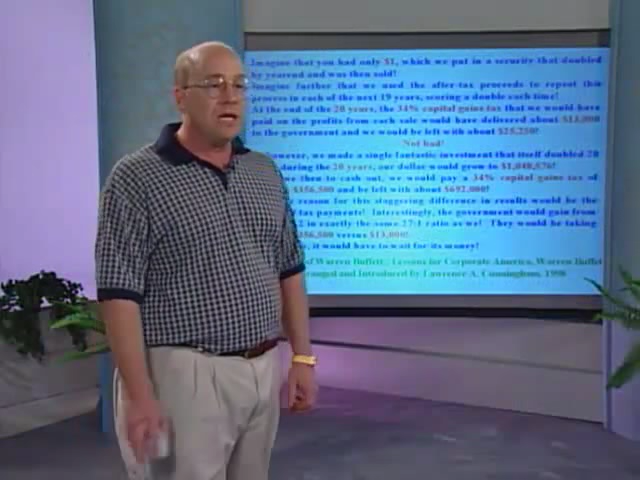 Imagine that you had only $1, which we put in a security that doubled
by yearend and was then sold!
Imagine further that we used the after-tax proceeds to repeat this
process in each of the next 19 years, scoring a double each time!
At the end of the 20 years, the 34% capital gains tax that we would have
paid on the profits from each sale would have delivered about $13,000
to the government and we would be left with about $25,250!
Not bad!
owever, we made a single fantastic investment that itself doubled 20
during the 20 years, our dollar would grow to $1,048,576!
we then to cash out, we would pay a 34% capital gains tax of
$356,500 and be left with about $692,000!
reason for this staggering difference in results would be the
tax payments! Interestingly, the government would gain from
2 in exactly the same 27:1 ratio as we! They would be taking
356,500 versus $13,000!
, it would have to wait for its money!
of Warren Buffett: Lessons for Corporate America, Warren Buffet
rranged and Introduced by Lawrence A. Cunningham, 1998